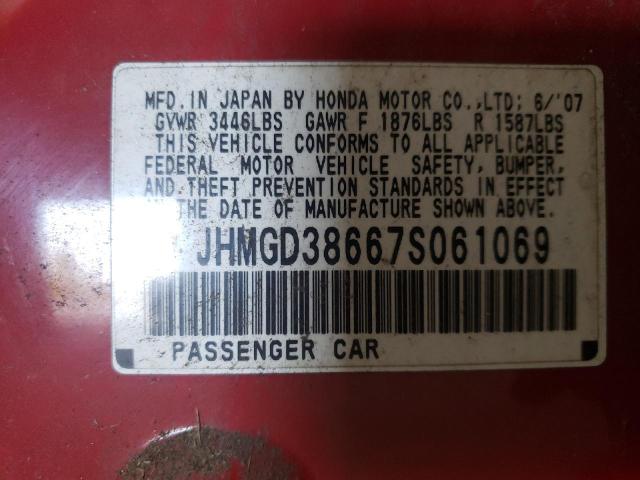 MFD.IN JAPAN BY HONDA MOTOR CO.,LTD: 6/'07
GVWR 3446LBS GAWR F 1876LBS R 1587LBS
THIS VEHICLE CONFORMS TO ALL APPLICABLE
FEDERAL MOTOR VEHICLE SAFETY, BUMPER,
AND THEFT PREVENTION STANDARDS IN EFFECT
ON THE DATE OF MANUFACTURE SHOWN ABOVE.
JHMGD38667S061069
PASSENGER CAR